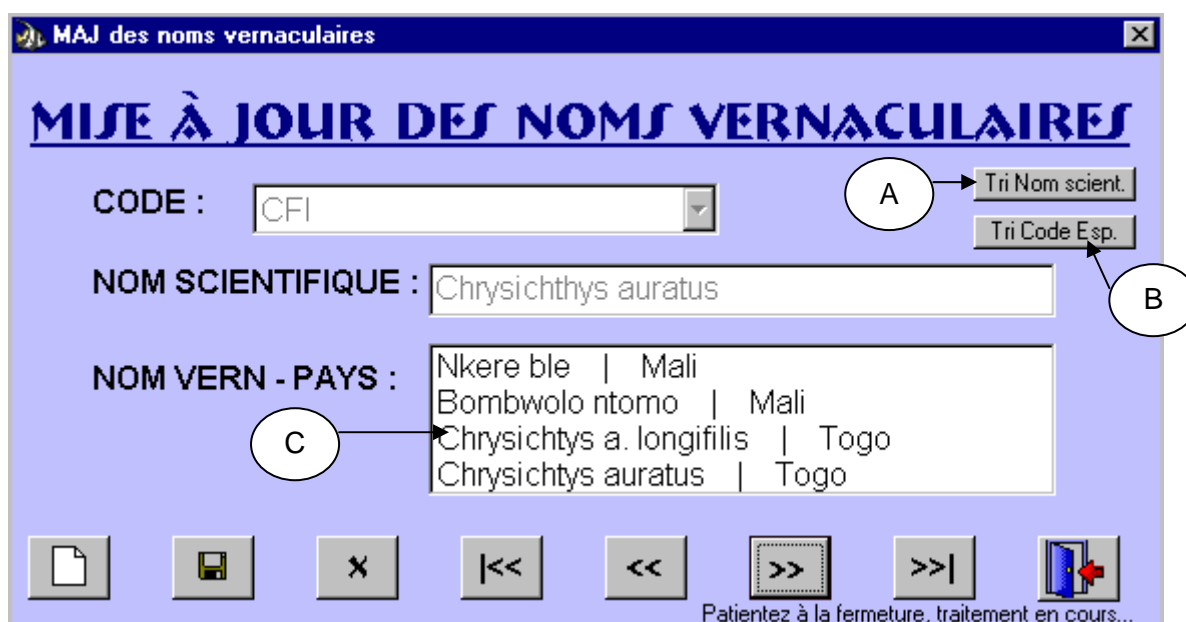 MAJ des noms vernaculaires
MISE À JOUR DES NOMS VERNACULAIRES
CODE :
CFI
A
Tri Nom scient.
Tri Code Esp.
B
NOM SCIENTIFIQUE :
Chrysichthys auratus
NOM VERN - PAYS :
Nkere ble | Mali
Bombwolo ntomo | Mali
Chrysichtys a. longifilis | Togo
Chrysichtys auratus | Togo
C
|<<
<<
>>
>>|
Patientez à la fermeture, traitement en cours...